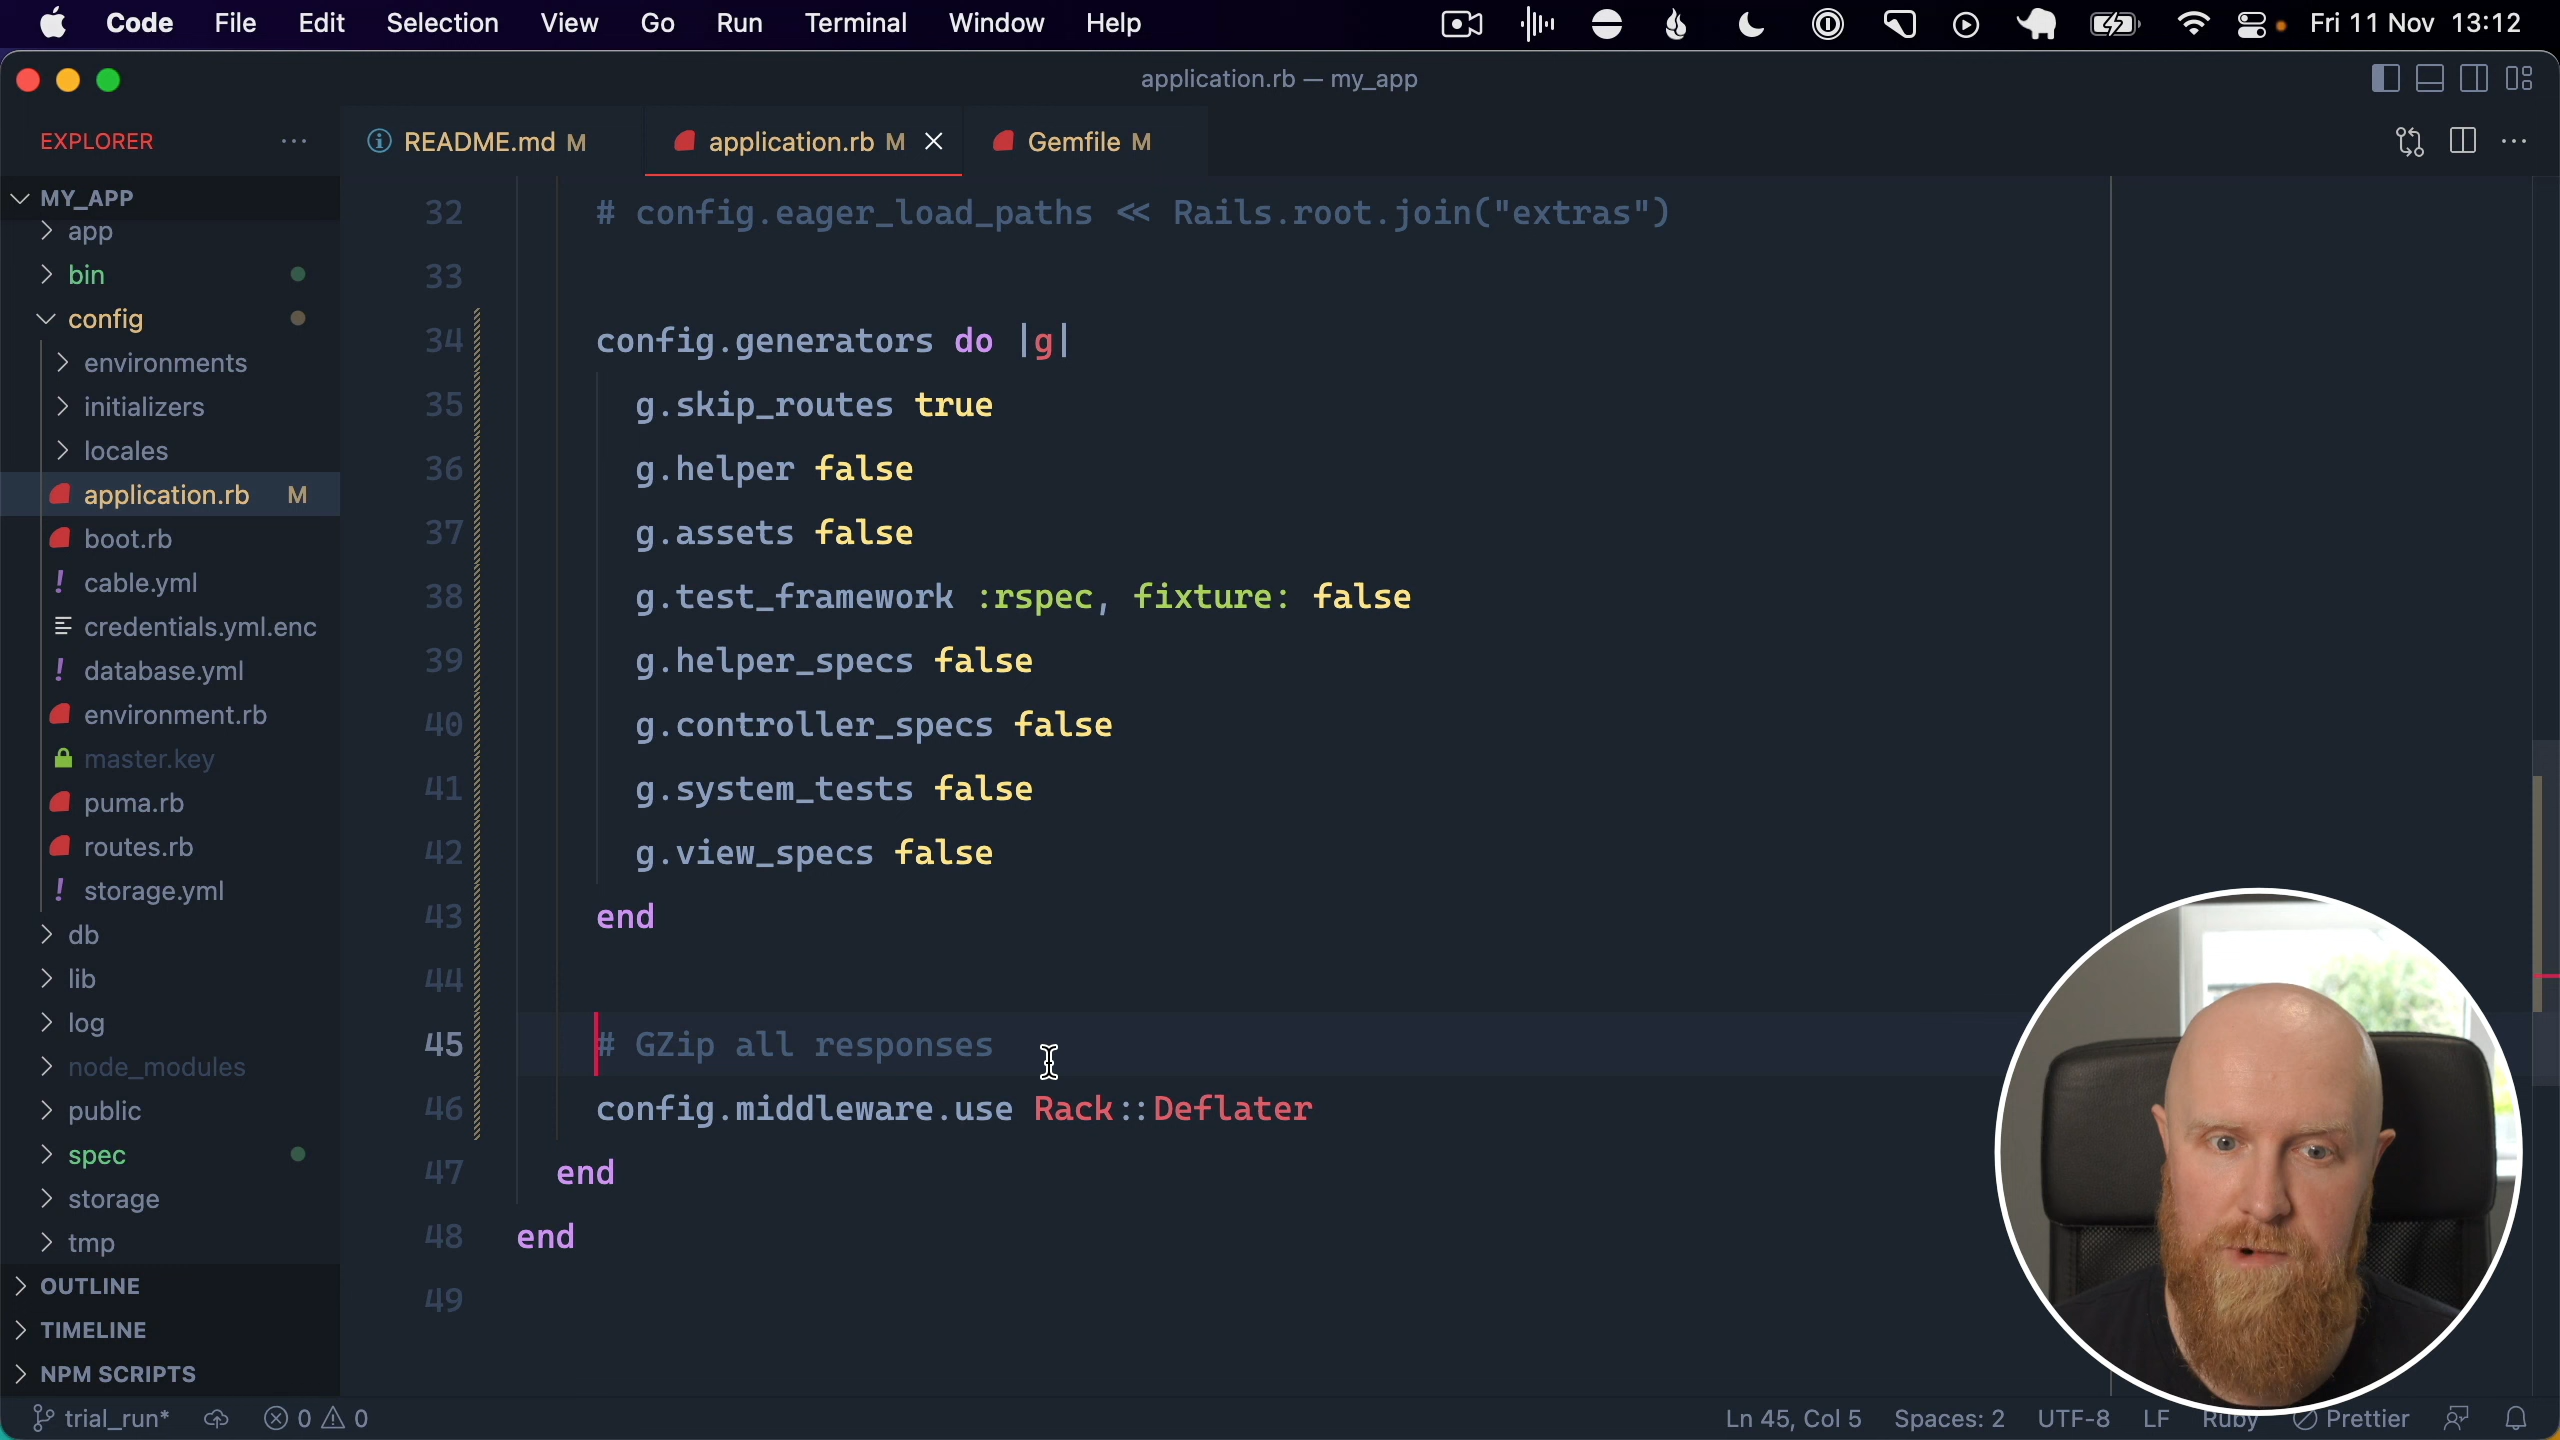 Code File Edit Selection View Go Run Terminal Window Help Fri 11 Nov 13:12
application.rb — my_app
EXPLORER ···
README.md M
application.rb M
Gemfile M
MY_APP
app
bin
config
environments
initializers
locales
application.rb M
boot.rb
! cable.yml
credentials.yml.enc
! database.yml
environment.rb
master.key
puma.rb
routes.rb
! storage.yml
db
lib
log
node_modules
public
spec
storage
tmp
OUTLINE
TIMELINE
NPM SCRIPTS
32 # config.eager_load_paths << Rails.root.join("extras")
33
34 config.generators do |g|
35 g.skip_routes true
36 g.helper false
37 g.assets false
38 g.test_framework :rspec, fixture: false
39 g.helper_specs false
40 g.controller_specs false
41 g.system_tests false
42 g.view_specs false
43 end
44
45 # GZip all responses
46 config.middleware.use Rack::Deflater
47 end
48 end
49
trial_run* 0 0 Ln 45, Col 5 Spaces: 2 UTF-8 LF Ruby Prettier